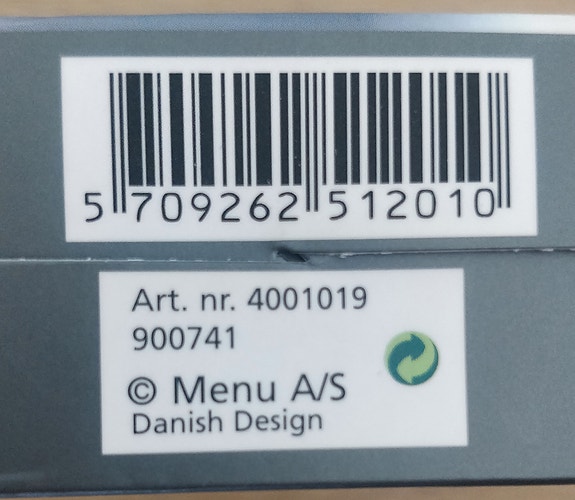 5 709262 512010
Art. nr. 4001019
900741
© Menu A/S
Danish Design